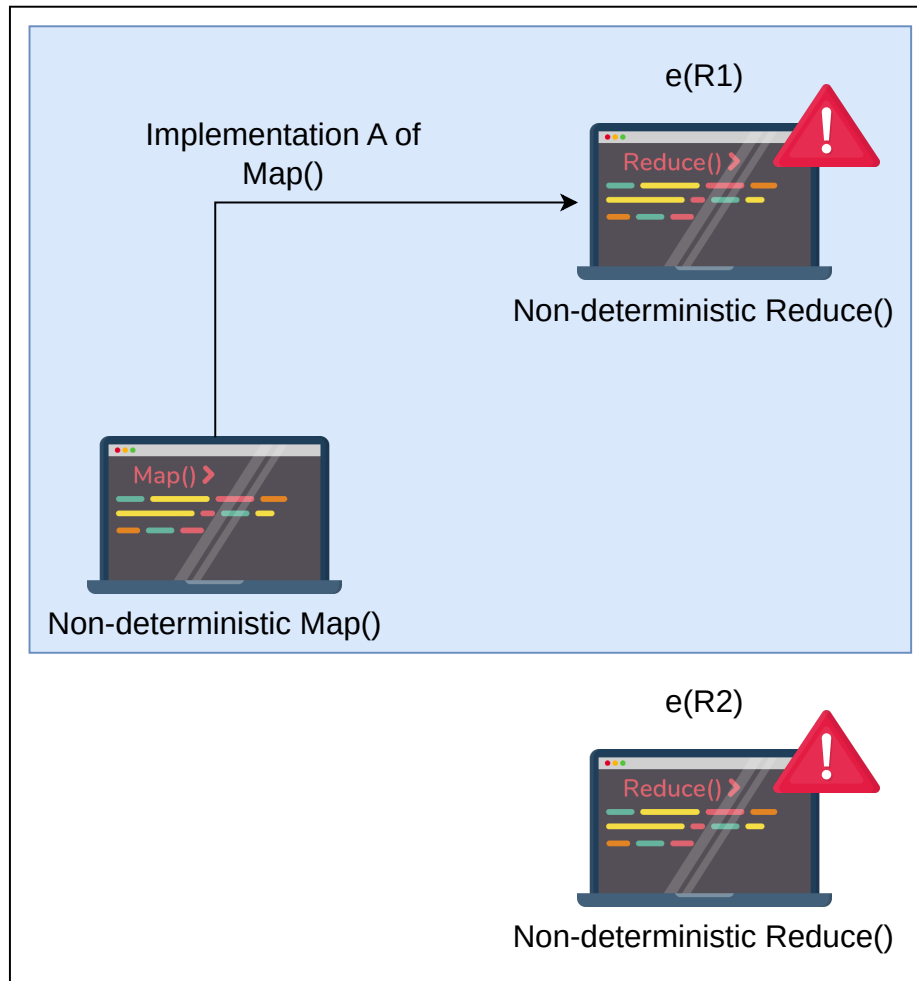 e(R1)
Implementation A of
Map()
Reduce()
Non-deterministic Reduce()
Map()
Non-deterministic Map()
e(R2)
Reduce()
Non-deterministic Reduce()